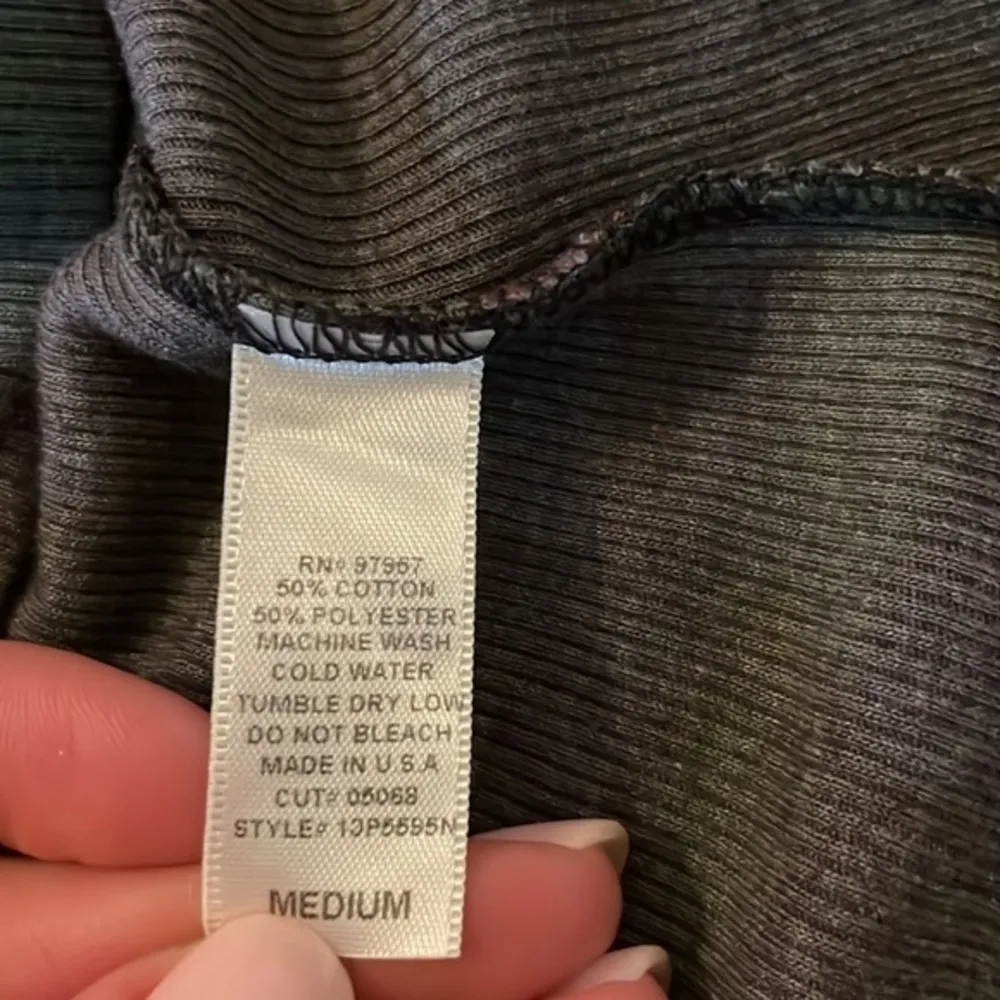 RN# 97967
50% COTTON
50% POLYESTER
MACHINE WASH
COLD WATER
TUMBLE DRY LOW
DO NOT BLEACH
MADE IN U.S.A
CUT# 05068
STYLE# 13P5595N
MEDIUM